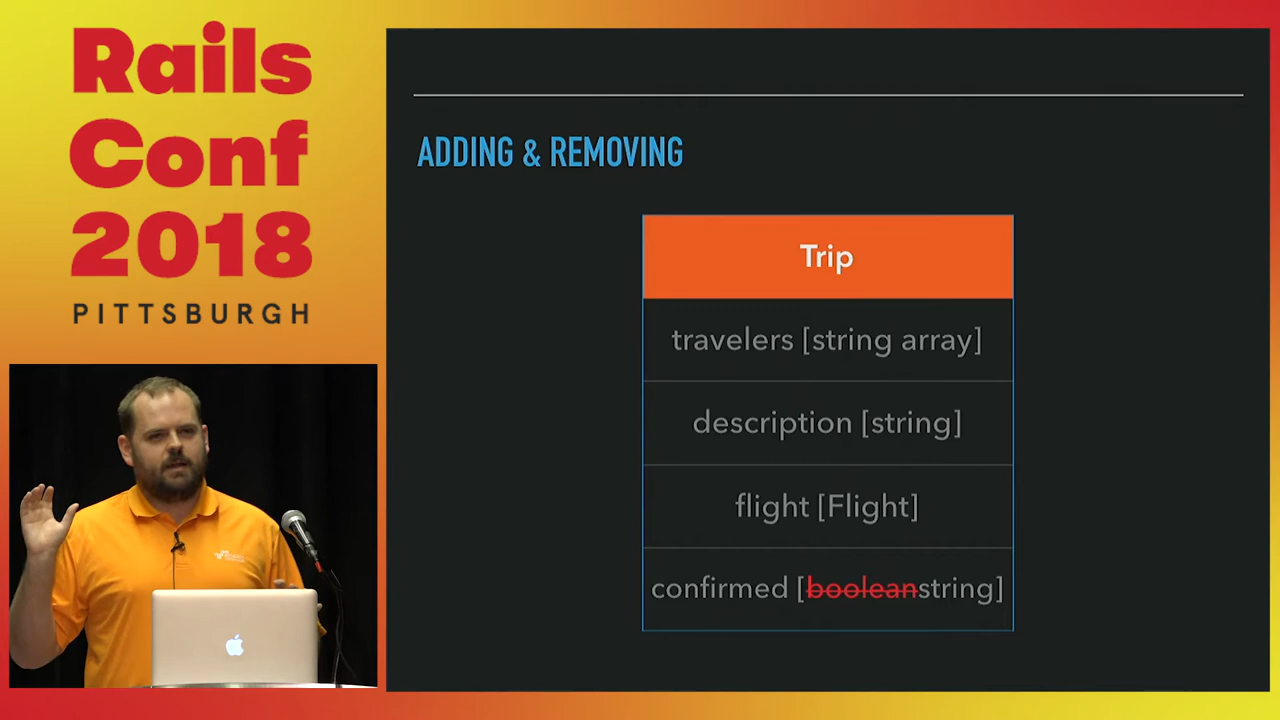 Rails
Conf
2018
PITTSBURGH
ADDING & REMOVING
Trip
travelers [string array]
description [string]
flight [Flight]
confirmed [booleanstring]